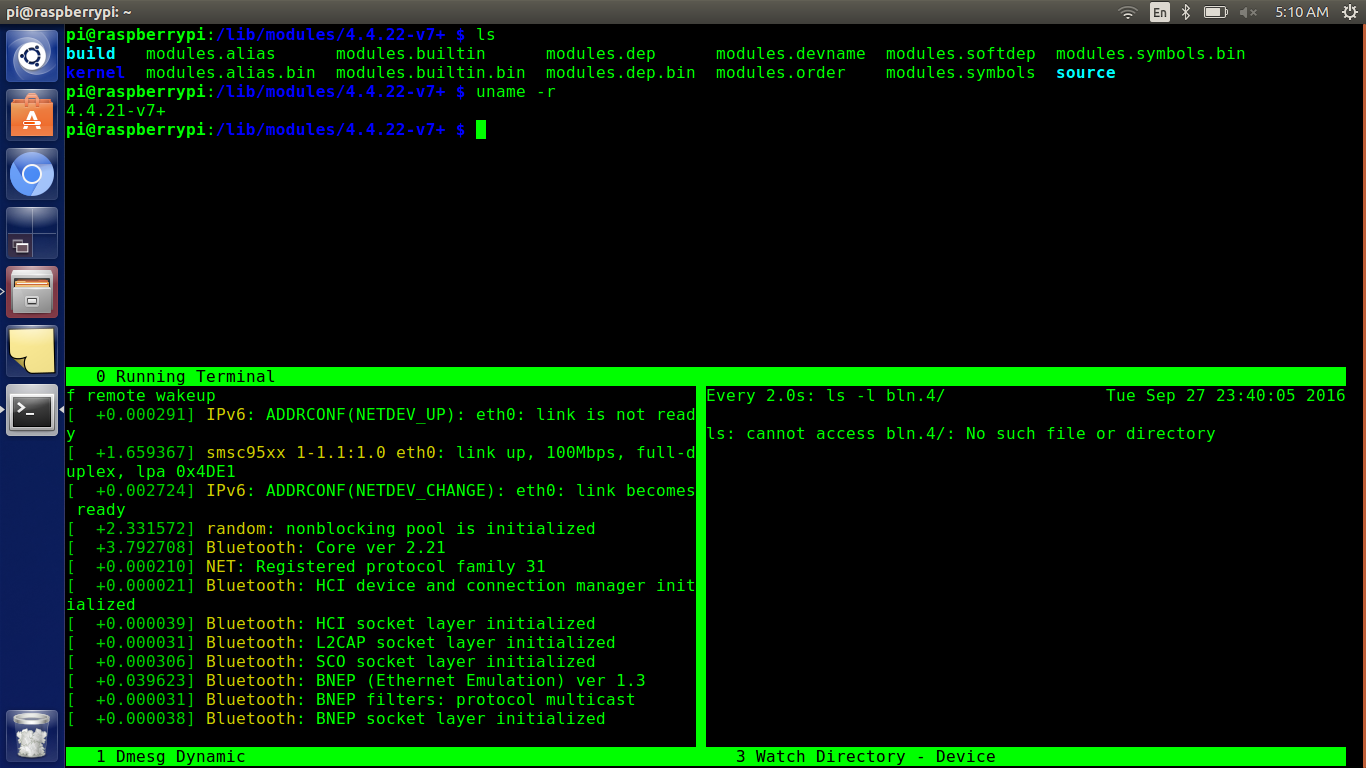 pi@raspberrypi: ~
En
5:10 AM
pi@raspberrypi:/lib/modules/4.4.22-v7+ $ ls
build modules.alias modules.builtin modules.dep modules.devname modules.softdep modules.symbols.bin
kernel modules.alias.bin modules.builtin.bin modules.dep.bin modules.order modules.symbols source
pi@raspberrypi:/lib/modules/4.4.22-v7+ $ uname -r
4.4.21-v7+
pi@raspberrypi:/lib/modules/4.4.22-v7+ $
0 Running Terminal
f remote wakeup
[ +0.000291] IPv6: ADDRCONF(NETDEV_UP): eth0: link is not read
y
[ +1.659367] smsc95xx 1-1.1:1.0 eth0: link up, 100Mbps, full-d
uplex, lpa 0x4DE1
[ +0.002724] IPv6: ADDRCONF(NETDEV_CHANGE): eth0: link becomes
ready
[ +2.331572] random: nonblocking pool is initialized
[ +3.792708] Bluetooth: Core ver 2.21
[ +0.000210] NET: Registered protocol family 31
[ +0.000021] Bluetooth: HCI device and connection manager init
ialized
[ +0.000039] Bluetooth: HCI socket layer initialized
[ +0.000031] Bluetooth: L2CAP socket layer initialized
[ +0.000306] Bluetooth: SCO socket layer initialized
[ +0.039623] Bluetooth: BNEP (Ethernet Emulation) ver 1.3
[ +0.000031] Bluetooth: BNEP filters: protocol multicast
[ +0.000038] Bluetooth: BNEP socket layer initialized
1 Dmesg Dynamic
Every 2.0s: ls -l bln.4/ Tue Sep 27 23:40:05 2016
ls: cannot access bln.4/: No such file or directory
3 Watch Directory - Device